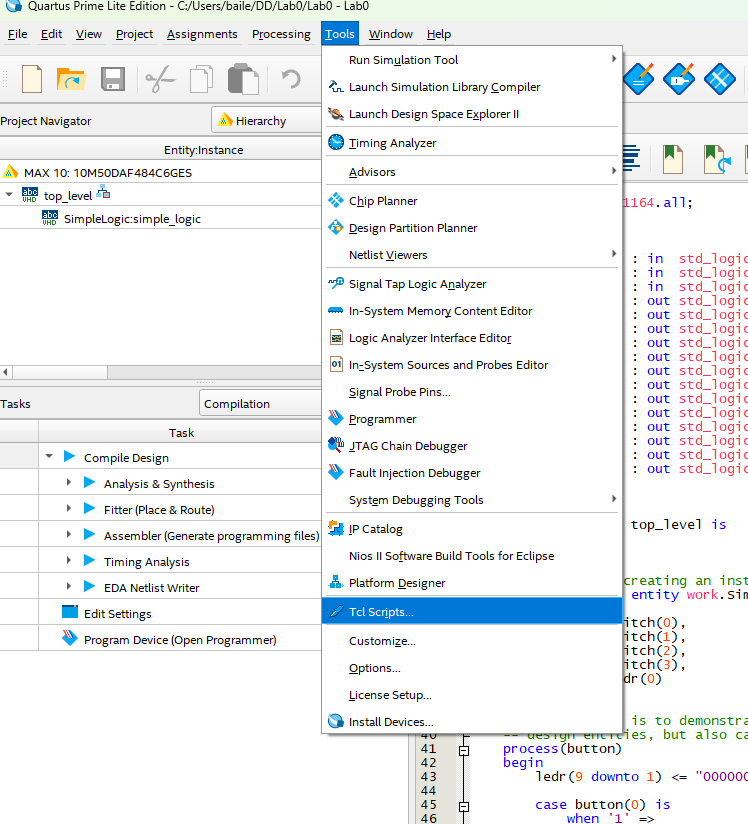 Quartus Prime Lite Edition - C:/Users/baile/DD/Lab0/Lab0 - Lab0
File Edit View Project Assignments Processing Tools Window Help
Project Navigator
Hierarchy
Entity:Instance
MAX 10: 10M50DAF484C6GES
abc
VHD
top_level
abc
VHD
SimpleLogic:simple_logic
Tasks
Compilation
Task
Compile Design
Analysis & Synthesis
Fitter (Place & Route)
Assembler (Generate programming files)
Timing Analysis
EDA Netlist Writer
Edit Settings
Program Device (Open Programmer)
Run Simulation Tool
Launch Simulation Library Compiler
Launch Design Space Explorer II
Timing Analyzer
Advisors
Chip Planner
Design Partition Planner
Netlist Viewers
Signal Tap Logic Analyzer
In-System Memory Content Editor
Logic Analyzer Interface Editor
01
In-System Sources and Probes Editor
Signal Probe Pins...
Programmer
JTAG Chain Debugger
Fault Injection Debugger
System Debugging Tools
IP Catalog
Nios II Software Build Tools for Eclipse
Platform Designer
Tcl Scripts...
Customize...
Options...
License Setup...
Install Devices...
1164.all;
: in std_logic
: in std_logic
: in std_logic
: out std_logic
: out std_logic
: out std_logic
: out std_logic
: out std_logic
: out std_logic
: out std_logic
: out std_logic
: out std_logic
: out std_logic
: out std_logic
: out std_logic
: out std_logic
top_level is
creating an inst
entity work.Sim
itch(0),
itch(1),
itch(2),
itch(3),
dr(0)
is to demonstra
40 -- design entities, but also ca
41 process(button)
42 begin
43 ledr(9 downto 1) <= "000000
44
45 case button(0) is
46 when '1' =>